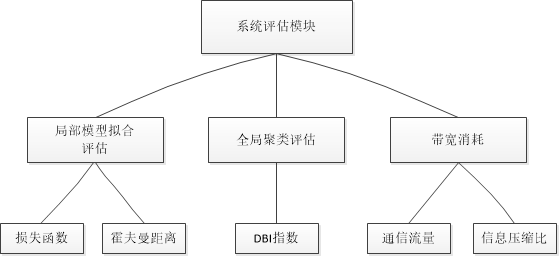 系统评估模块
局部模型拟合
评估
全局聚类评估
带宽消耗
损失函数
霍夫曼距离
DBI指数
通信流量
信息压缩比